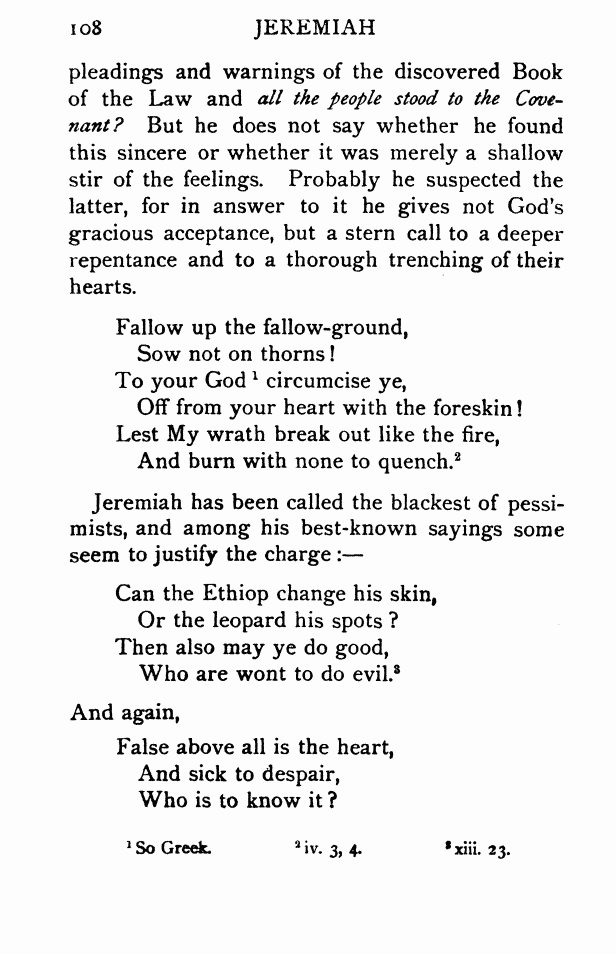 108 JEREMIAH
pleadings and warnings of the discovered Book
of the Law and all the people stood to the Cove-
nant? But he does not say whether he found
this sincere or whether it was merely a shallow
stir of the feelings. Probably he suspected the
latter, for in answer to it he gives not God's
gracious acceptance, but a stern call to a deeper
repentance and to a thorough trenching of their
hearts.
Fallow up the fallow-ground,
Sow not on thorns!
To your God ¹ circumcise ye,
Off from your heart with the foreskin!
Lest My wrath break out like the fire,
And burn with none to quench.²
Jeremiah has been called the blackest of pessi-
mists, and among his best-known sayings some
seem to justify the charge:—
Can the Ethiop change his skin,
Or the leopard his spots?
Then also may ye do good,
Who are wont to do evil.³
And again,
False above all is the heart,
And sick to despair,
Who is to know it?
¹ So Greek. ² iv. 3, 4. ³ xiii. 23.